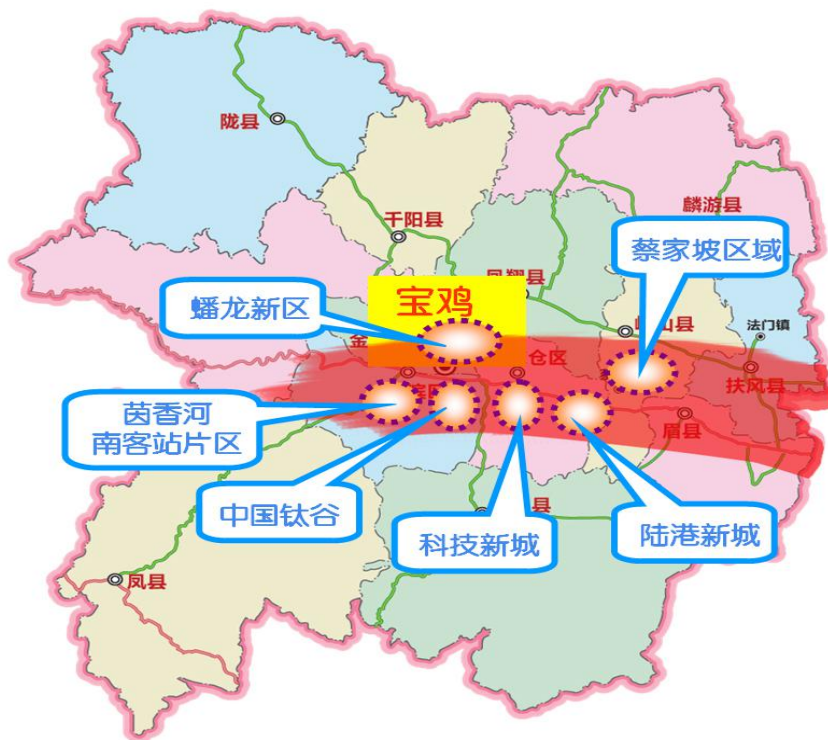 陇县
千阳县
麟游县
蔡家坡区域
凤翔县
宝鸡
蟠龙新区
法门镇
山县
金
仓区
扶风县
茵香河
南客站片区
眉县
中国钛谷
科技新城
陆港新城
县
凤县